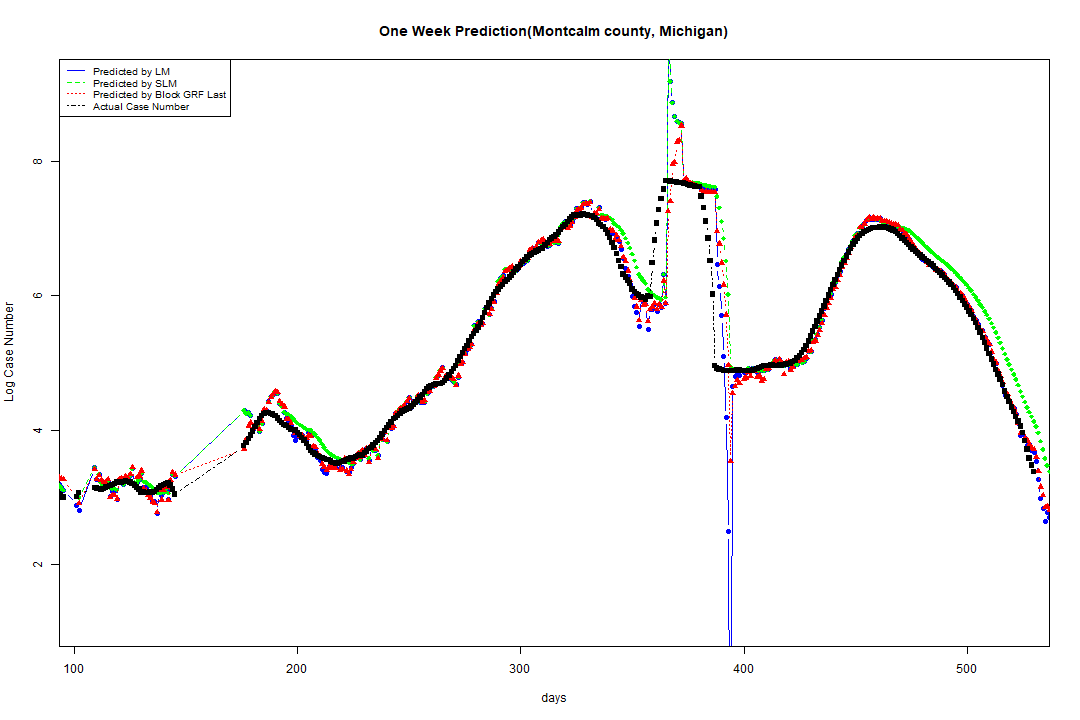 One Week Prediction(Montcalm county, Michigan)
Predicted by LM
Predicted by SLM
Predicted by Block GRF Last
Actual Case Number
Log Case Number
8
6
4
2
100 200 300 400 500
days